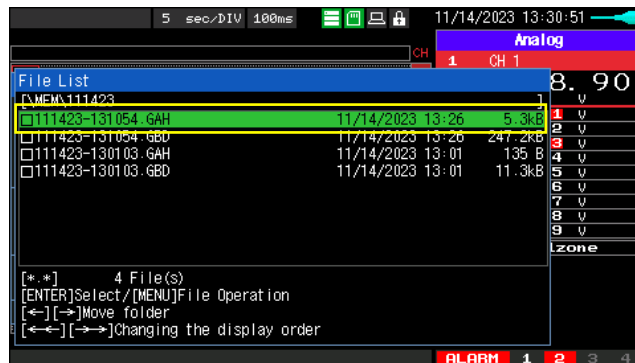 5 sec/DIV 100ms 11/14/2023 13:30:51
Analog
CH 1 CH 1
File List 8.90
[\MEM\111423 ] V
111423-131054.GAH 11/14/2023 13:26 5.3kB 1 V
111423-131054.GBD 11/14/2023 13:26 247.2kB 2 V
111423-130103.GAH 11/14/2023 13:01 135 B 3 V
111423-130103.GBD 11/14/2023 13:01 11.3kB 4 V
5 V
6 V
7 V
8 V
9 V
lzone
[*.*] 4 File(s)
[ENTER]Select/[MENU]File Operation
[←][→]Move folder
[←←][→→]Changing the display order
ALARM 1 2 3 4